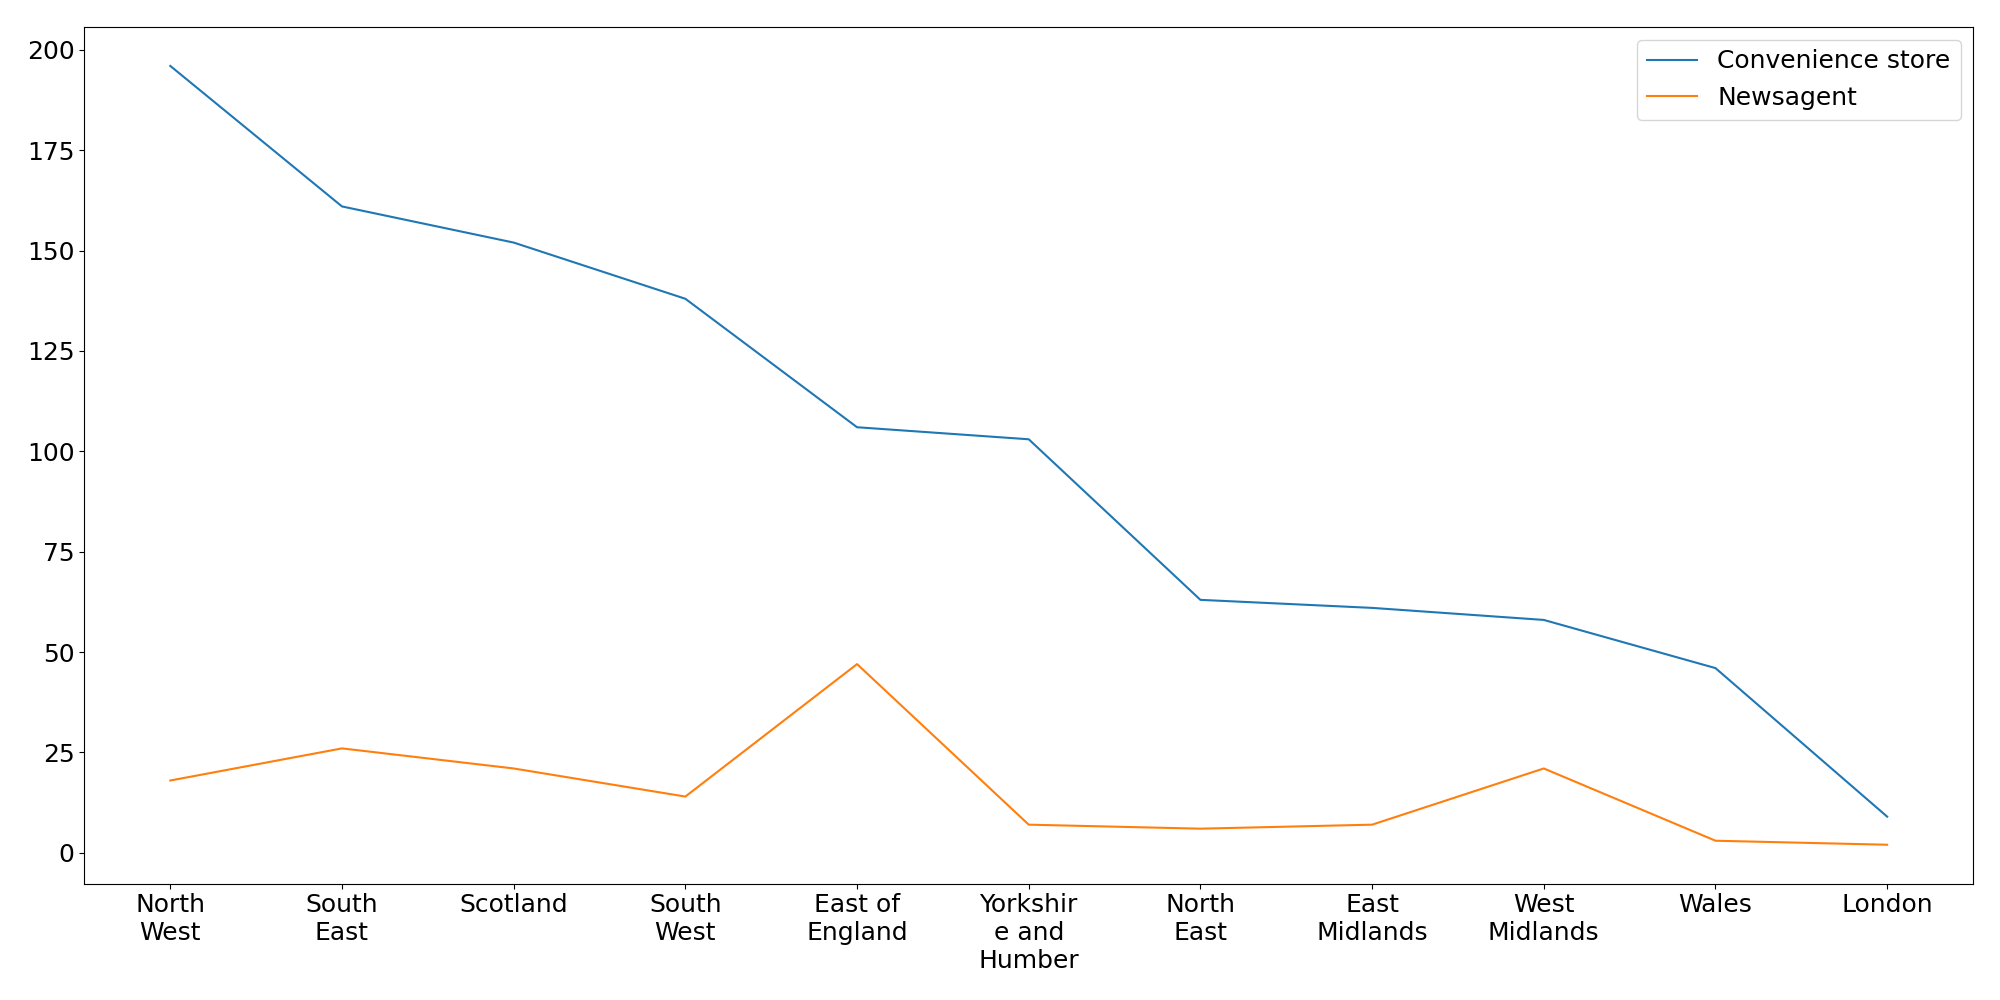 200
175
150
125
100
75
50
25
0
Convenience store
Newsagent
North
West
South
East
Scotland
South
West
East of
England
Yorkshir
e and
Humber
North
East
East
Midlands
West
Midlands
Wales
London